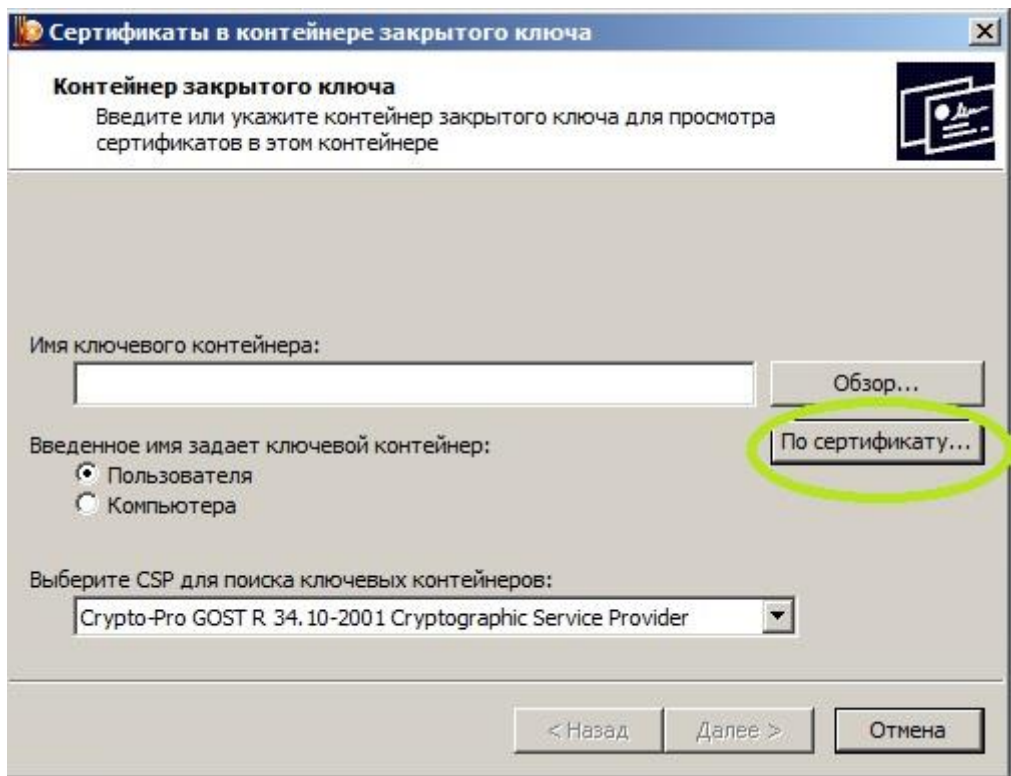 Сертификаты в контейнере закрытого ключа
Контейнер закрытого ключа
Введите или укажите контейнер закрытого ключа для просмотра
сертификатов в этом контейнере
Имя ключевого контейнера:
Обзор...
По сертификату...
Введенное имя задает ключевой контейнер:
Пользователя
Компьютера
Выберите CSP для поиска ключевых контейнеров:
Crypto-Pro GOST R 34.10-2001 Cryptographic Service Provider
< Назад
Далее >
Отмена